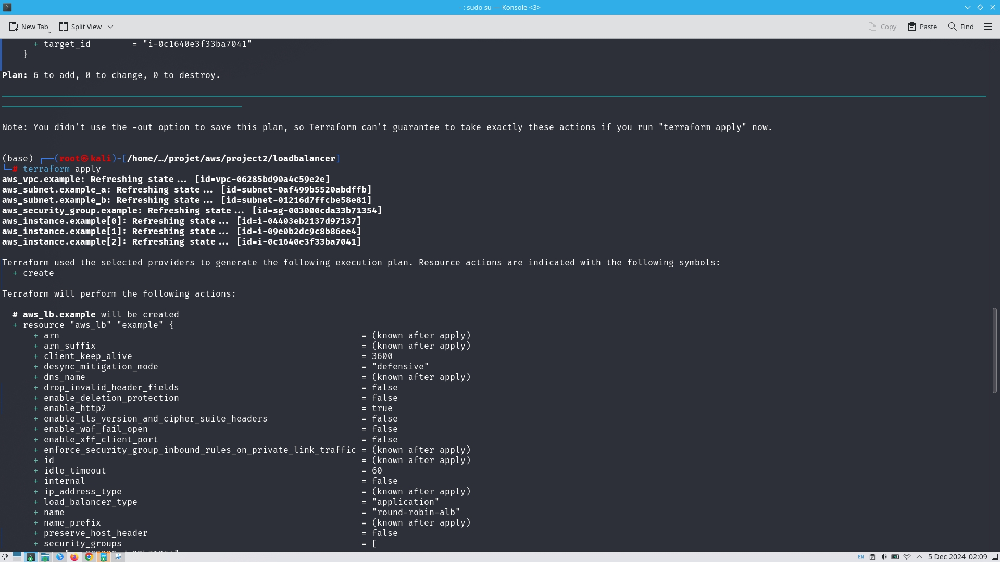 - : sudo su — Konsole <3>
New Tab Split View Copy Paste Find
+ target_id = "i-0c1640e3f33ba7041"
}
Plan: 6 to add, 0 to change, 0 to destroy.
Note: You didn't use the -out option to save this plan, so Terraform can't guarantee to take exactly these actions if you run "terraform apply" now.
(base) ┌──(root㉿kali)-[/home/…/projet/aws/project2/loadbalancer]
└─# terraform apply
aws_vpc.example: Refreshing state... [id=vpc-06285bd90a4c59e2e]
aws_subnet.example_a: Refreshing state... [id=subnet-0af499b5520abdffb]
aws_subnet.example_b: Refreshing state... [id=subnet-01216d7ffcbe58e81]
aws_security_group.example: Refreshing state... [id=sg-003000cda33b71354]
aws_instance.example[0]: Refreshing state... [id=i-04403eb2137d97137]
aws_instance.example[1]: Refreshing state... [id=i-09e0b2dc9c8b86ee4]
aws_instance.example[2]: Refreshing state... [id=i-0c1640e3f33ba7041]
Terraform used the selected providers to generate the following execution plan. Resource actions are indicated with the following symbols:
+ create
Terraform will perform the following actions:
# aws_lb.example will be created
+ resource "aws_lb" "example" {
+ arn = (known after apply)
+ arn_suffix = (known after apply)
+ client_keep_alive = 3600
+ desync_mitigation_mode = "defensive"
+ dns_name = (known after apply)
+ drop_invalid_header_fields = false
+ enable_deletion_protection = false
+ enable_http2 = true
+ enable_tls_version_and_cipher_suite_headers = false
+ enable_waf_fail_open = false
+ enable_xff_client_port = false
+ enforce_security_group_inbound_rules_on_private_link_traffic = (known after apply)
+ id = (known after apply)
+ idle_timeout = 60
+ internal = false
+ ip_address_type = (known after apply)
+ load_balancer_type = "application"
+ name = "round-robin-alb"
+ name_prefix = (known after apply)
+ preserve_host_header = false
+ security_groups = [
EN 5 Dec 2024 02:09